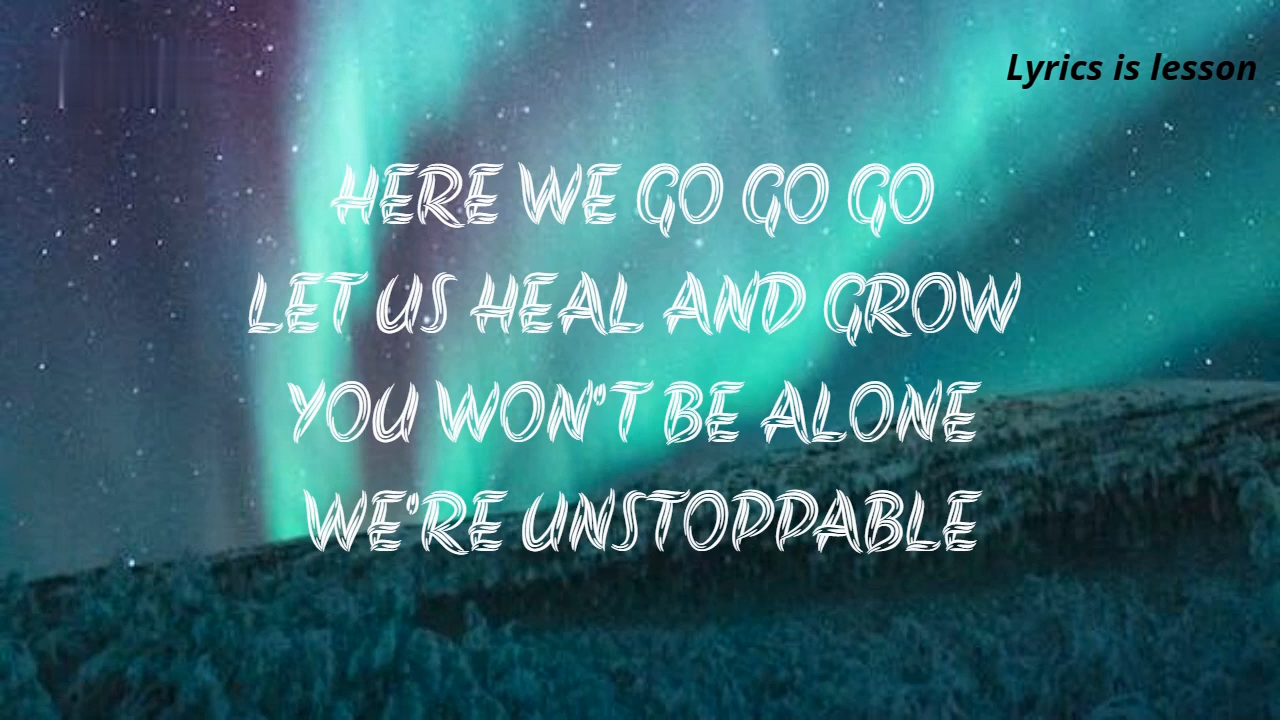 Lyrics is lesson
HERE WE GO GO GO
LET US HEAL AND GROW
YOU WON'T BE ALONE
WE'RE UNSTOPPABLE